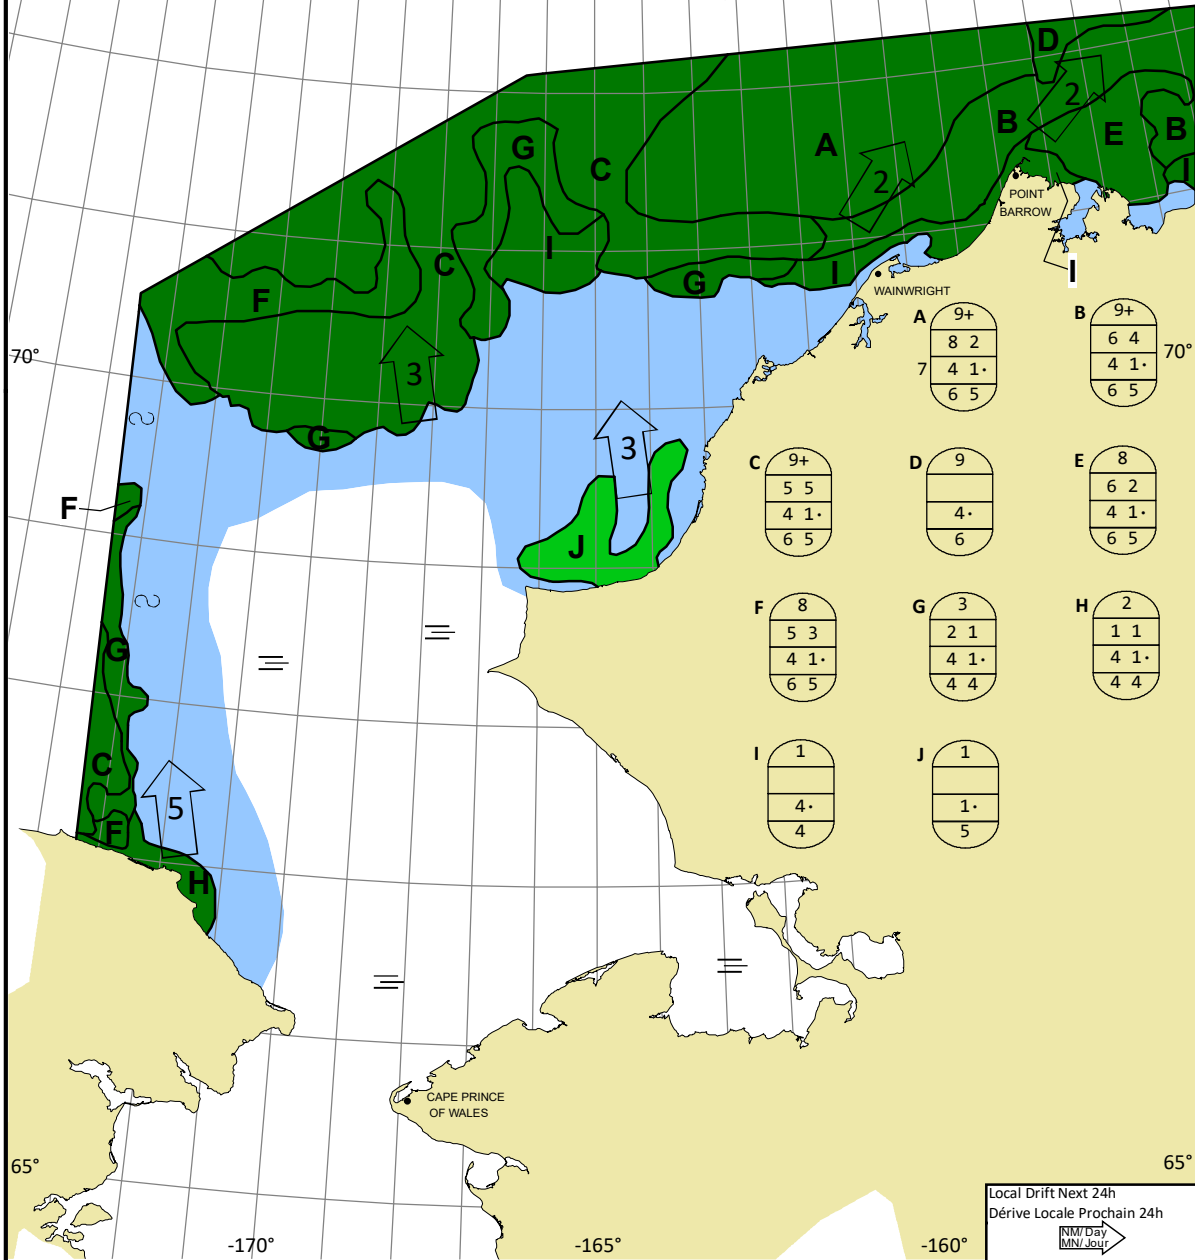 D
2
G
B
A
E
B
C
2
I
POINT
BARROW
I
C
F
G
I
I
WAINWRIGHT
A
9+
8 2
7 4 1·
6 5
B
9+
6 4
4 1·
6 5
70°
70°
3
G
3
C
9+
5 5
4 1·
6 5
D
9
4·
6
E
8
6 2
4 1·
6 5
F
J
F
8
5 3
4 1·
6 5
G
3
2 1
4 1·
4 4
H
2
1 1
4 1·
4 4
G
C
5
F
H
I
1
4·
4
J
1
1·
5
CAPE PRINCE
OF WALES
65°
65°
-170°
-165°
-160°
Local Drift Next 24h
Dérive Locale Prochain 24h
NM/Day
MN/Jour